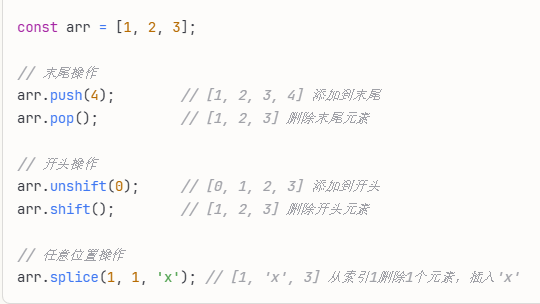 const arr = [1, 2, 3];
// 末尾操作
arr.push(4);        // [1, 2, 3, 4] 添加到末尾
arr.pop();          // [1, 2, 3] 删除末尾元素
// 开头操作
arr.unshift(0);     // [0, 1, 2, 3] 添加到开头
arr.shift();        // [1, 2, 3] 删除开头元素
// 任意位置操作
arr.splice(1, 1, 'x'); // [1, 'x', 3] 从索引1删除1个元素，插入'x'